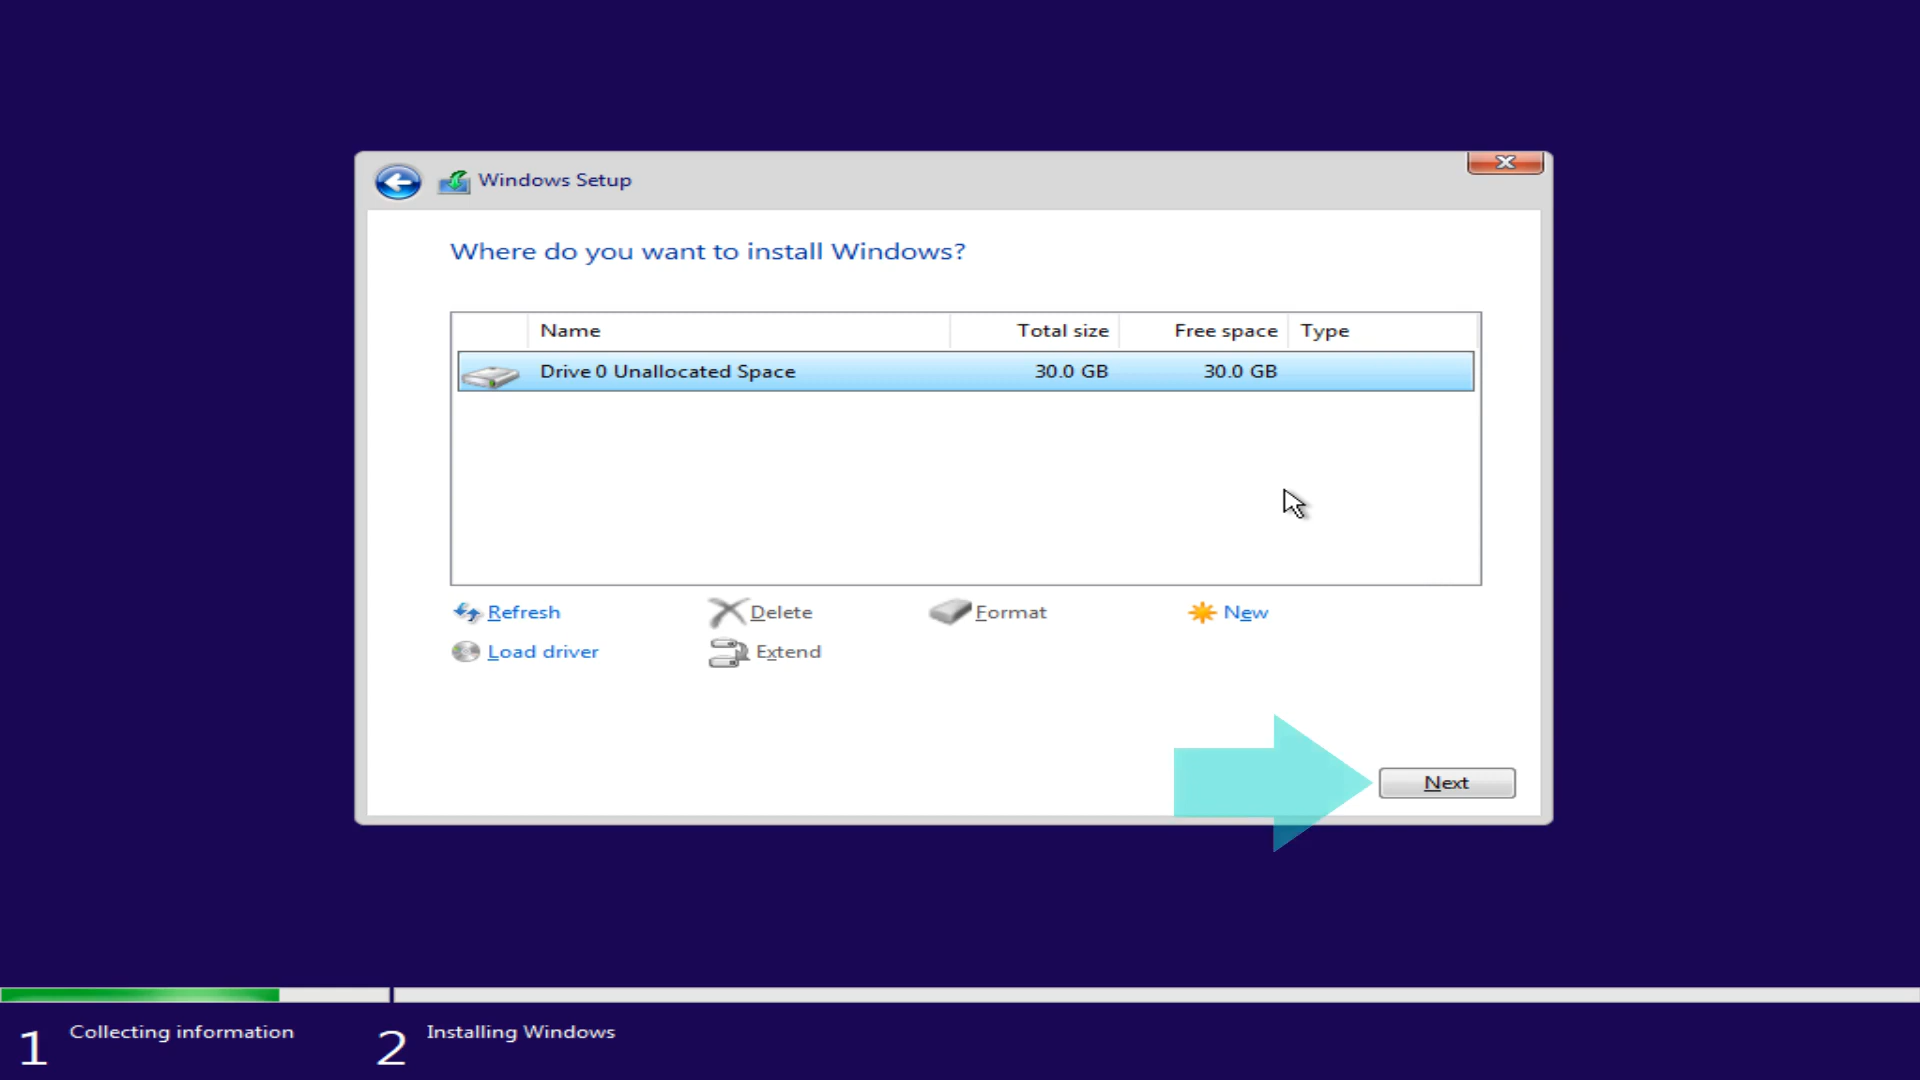 Windows Setup
Where do you want to install Windows?
Name Total size Free space Type
Drive 0 Unallocated Space 30.0 GB 30.0 GB
Refresh Delete Format New
Load driver Extend
Next
1 Collecting information 2 Installing Windows